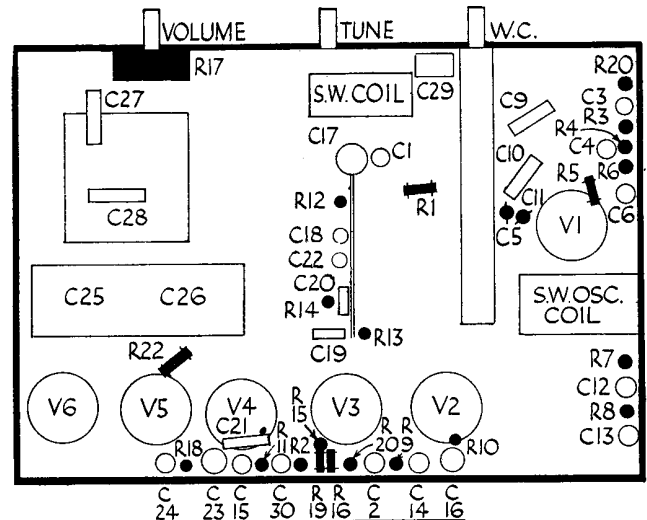 VOLUME TUNE W.C.
R17
R20
C27
S.W. COIL
C29
C9
C3
R3
R4
C4
C17
C1
C10
R6
R5
C28
R12
R1
C11
C5
C6
V1
C18
C22
C20
C25 C26
R14
S.W. OSC.
COIL
C19
R13
R22
R7
C12
V6 V5 V4 V3 V2
R
15
R8
C21
R
11
R2
R
20
R
9
R10
C13
R18
C
24
C
23
C
15
C
30
R
19
R
16
C
2
C
14
C
16